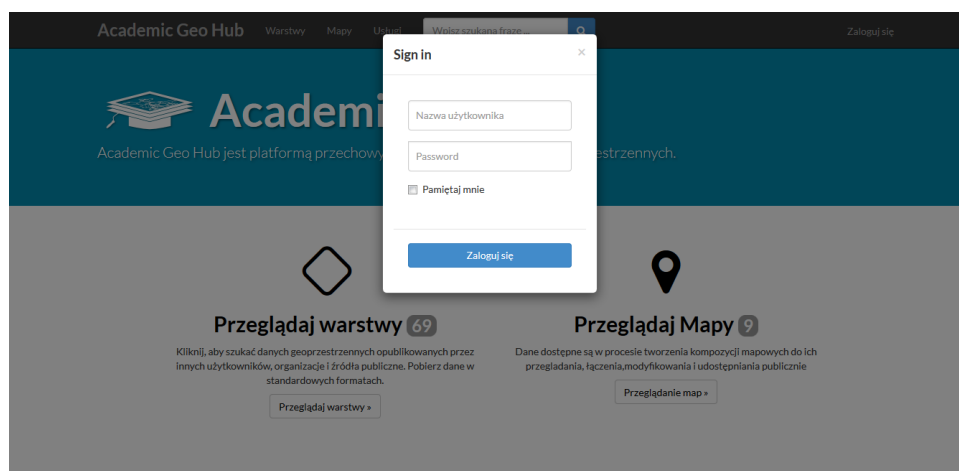 Academic Geo Hub Warstwy Mapy Zaloguj się
Sign in ×
Academi
Nazwa użytkownika
Academic Geo Hub jest platformą
Password
Pamiętaj mnie
Zaloguj się
Przeglądaj warstwy 69
Kliknij, aby szukać danych geoprzestrzennych opublikowanych przez
innych użytkowników, organizacje i źródła publiczne. Pobierz dane w
standardowych formatach.
Przeglądaj warstwy »
Przeglądaj Mapy 9
Dane dostępne są w procesie tworzenia kompozycji mapowych do ich
przegladania, łączenia,modyfikowania i udostępniania publicznie
Przeglądanie map »